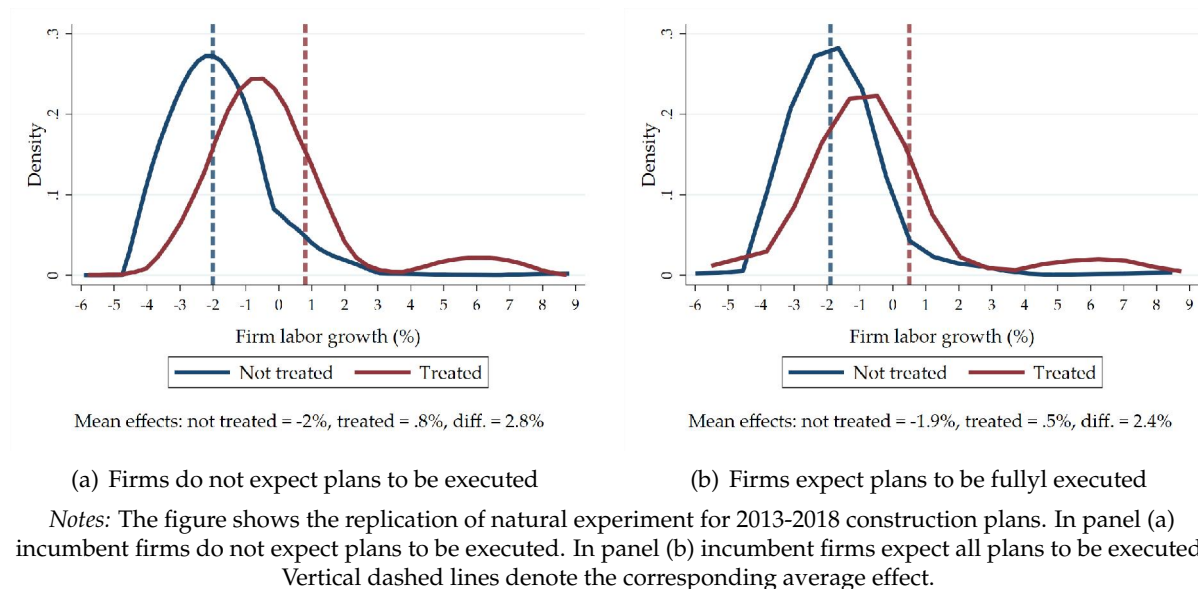 .3
.2
.1
0
Density
-6 -5 -4 -3 -2 -1 0 1 2 3 4 5 6 7 8 9
Firm labor growth (%)
Not treated Treated
Mean effects: not treated = -2%, treated = .8%, diff. = 2.8%
(a) Firms do not expect plans to be executed
.3
.2
.1
0
Density
-6 -5 -4 -3 -2 -1 0 1 2 3 4 5 6 7 8 9
Firm labor growth (%)
Not treated Treated
Mean effects: not treated = -1.9%, treated = .5%, diff. = 2.4%
(b) Firms expect plans to be fullyl executed
Notes: The figure shows the replication of natural experiment for 2013-2018 construction plans. In panel (a)
incumbent firms do not expect plans to be executed. In panel (b) incumbent firms expect all plans to be executed
Vertical dashed lines denote the corresponding average effect.